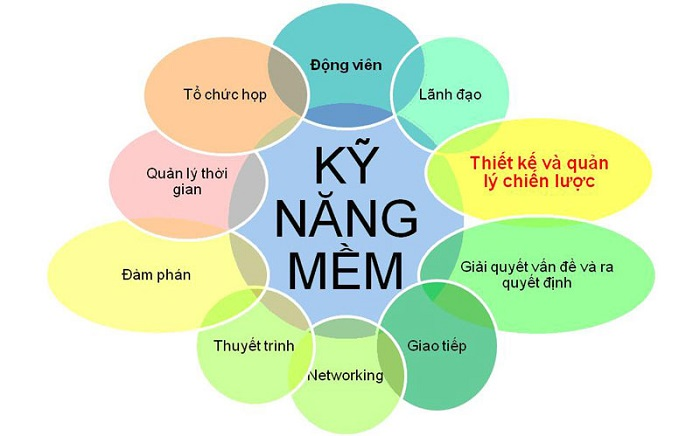 KỸ
NĂNG
MỀM
Động viên
Lãnh đạo
Thiết kế và quản
lý chiến lược
Giải quyết vấn đề và ra
quyết định
Giao tiếp
Networking
Thuyết trình
Đàm phán
Quản lý thời
gian
Tổ chức họp